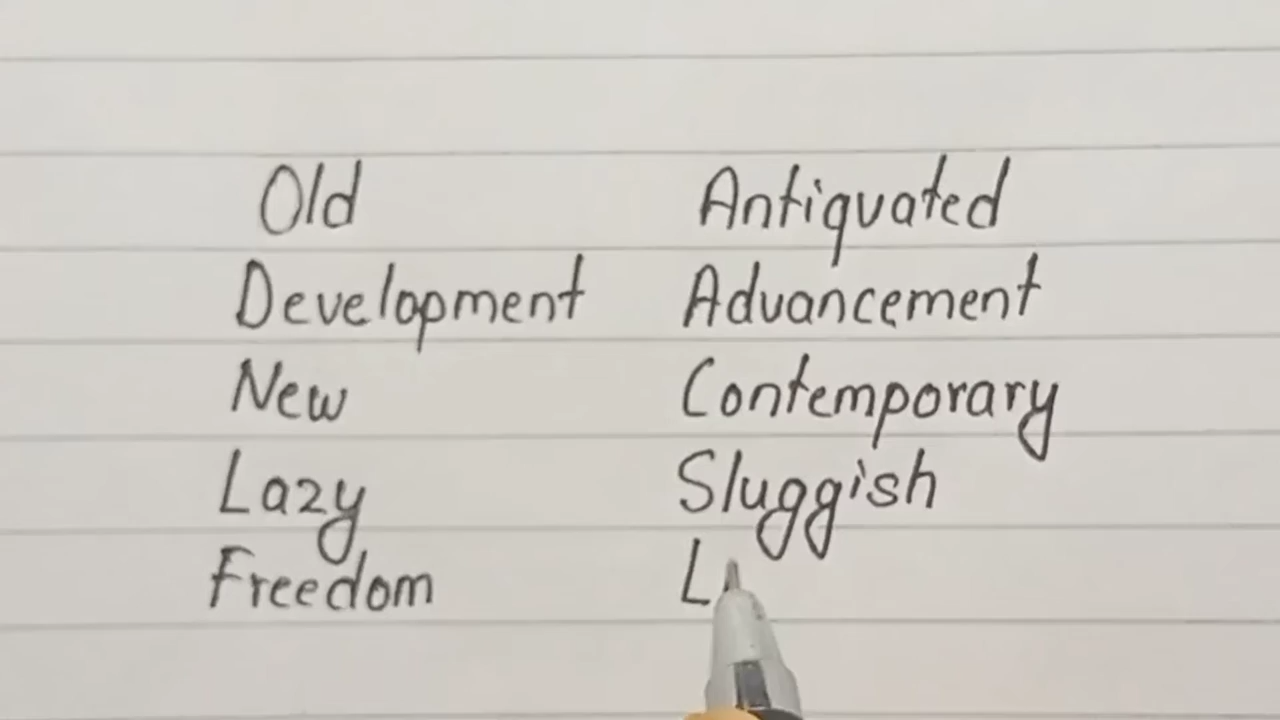 Old Antiquated
Development Advancement
New Contemporary
Lazy Sluggish
Freedom L